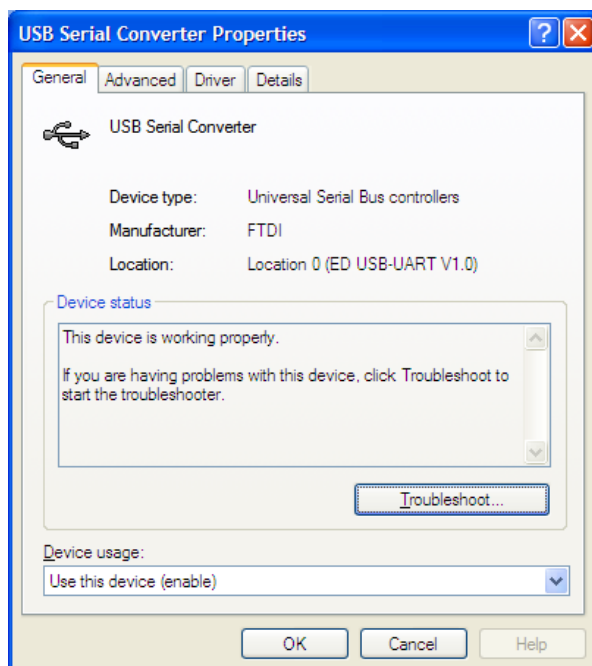 USB Serial Converter Properties
General Advanced Driver Details
USB Serial Converter
Device type: Universal Serial Bus controllers
Manufacturer: FTDI
Location: Location 0 (ED USB-UART V1.0)
Device status
This device is working properly.
If you are having problems with this device, click Troubleshoot to
start the troubleshooter.
Troubleshoot...
Device usage:
Use this device (enable)
OK Cancel Help